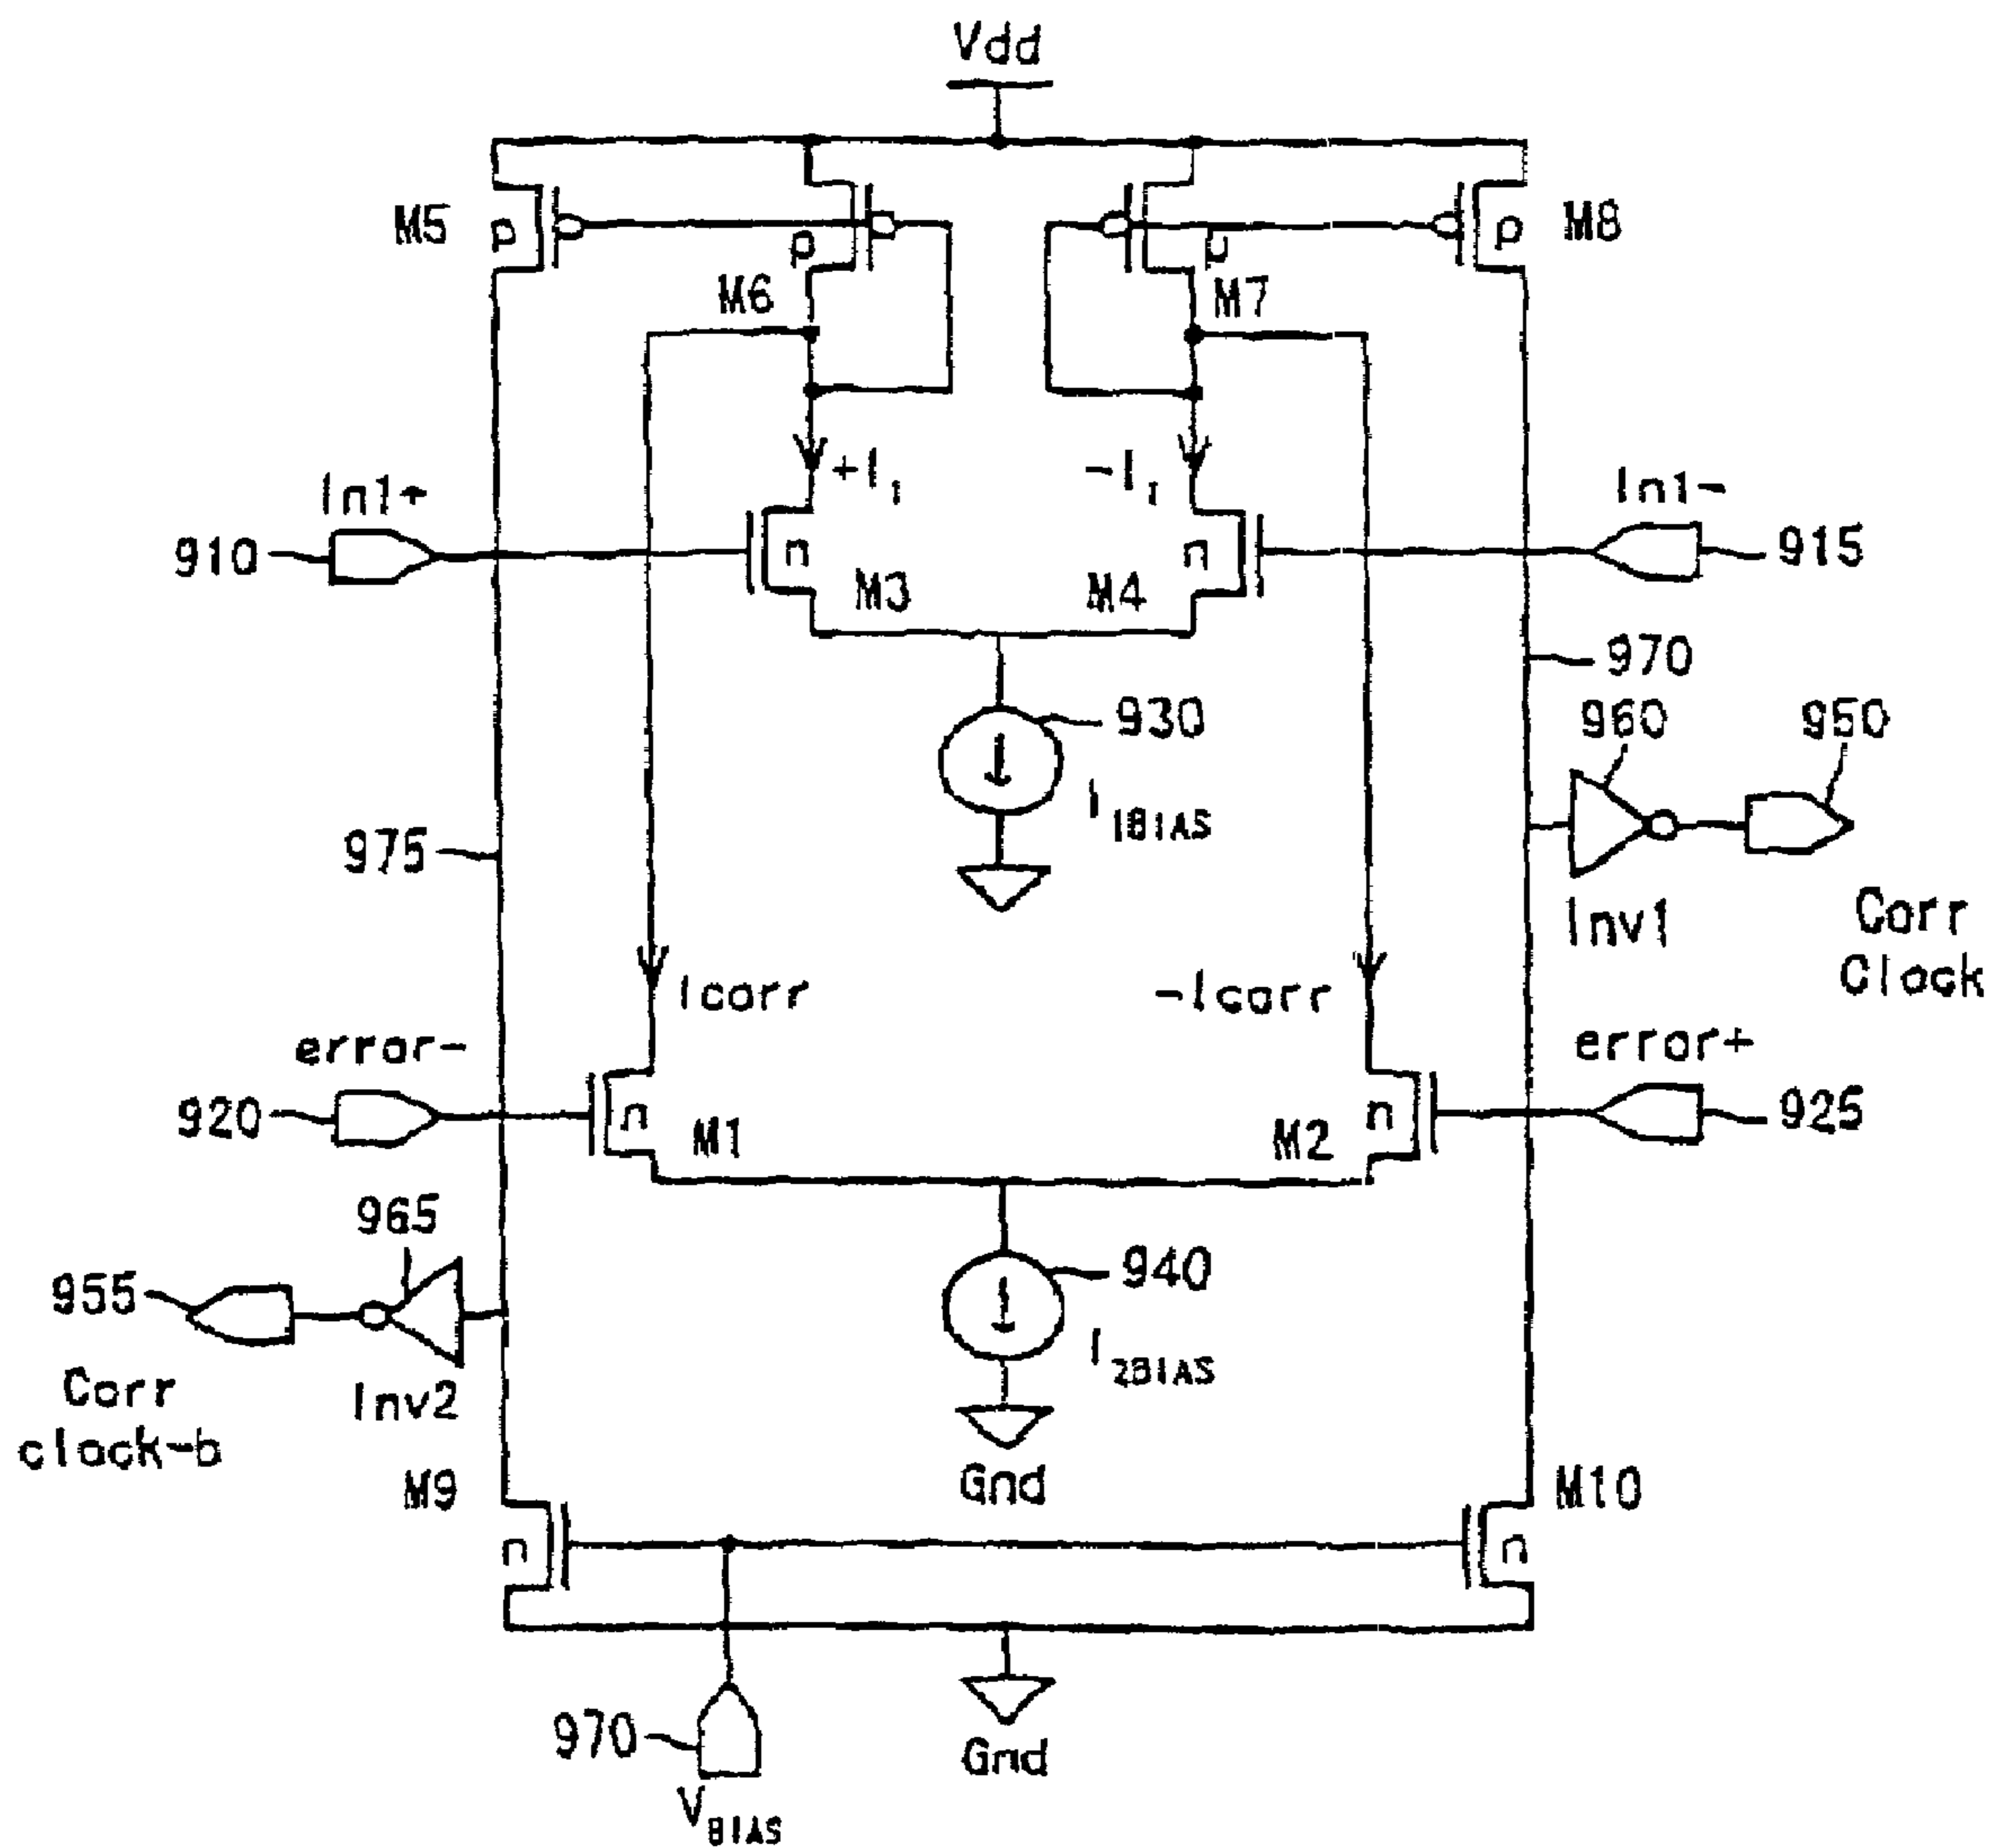 Vdd
M5
p
p
M6
p
M7
p
M8
+I1
-I1
In1+
In1-
910
n
M3
n
M4
915
970
930
I1BIAS
960
950
975
Inv1
Corr
Clock
Icorr
-Icorr
error-
error+
920
n
M1
n
M2
925
965
955
940
I2BIAS
Corr
clock-b
Inv2
Gnd
M9
n
M10
n
970
VBIAS
Gnd